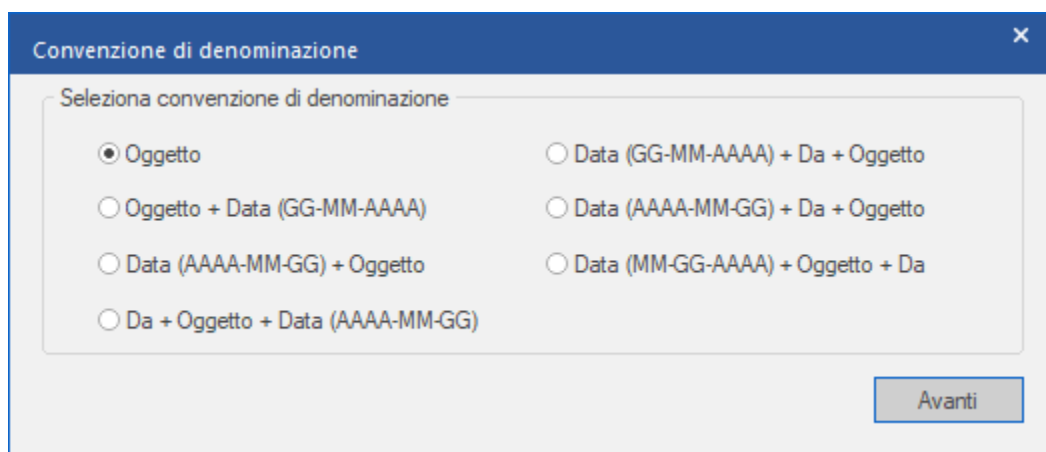 Convenzione di denominazione
Seleziona convenzione di denominazione
Oggetto
Data (GG-MM-AAAA) + Da + Oggetto
Oggetto + Data (GG-MM-AAAA)
Data (AAAA-MM-GG) + Da + Oggetto
Data (AAAA-MM-GG) + Oggetto
Data (MM-GG-AAAA) + Oggetto + Da
Da + Oggetto + Data (AAAA-MM-GG)
Avanti